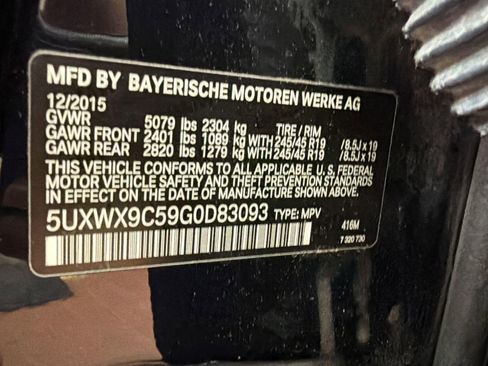 MFD BY BAYERISCHE MOTOREN WERKE AG
12/2015
GVWR 5079 lbs 2304 kg TIRE / RIM
GAWR FRONT 2401 lbs 1089 kg WITH 245/45 R19 /8.5J x 19
GAWR REAR 2820 lbs 1279 kg WITH 245/45 R19 /8.5J x 19
THIS VEHICLE CONFORMS TO ALL APPLICABLE U. S. FEDERAL
MOTOR VEHICLE SAFETY AND THEFT PREVENTION STANDARDS
IN EFFECT ON THE DATE OF MANUFACTURE SHOWN ABOVE.
5UXWX9C59G0D83093 TYPE: MPV
416M
7 320 730